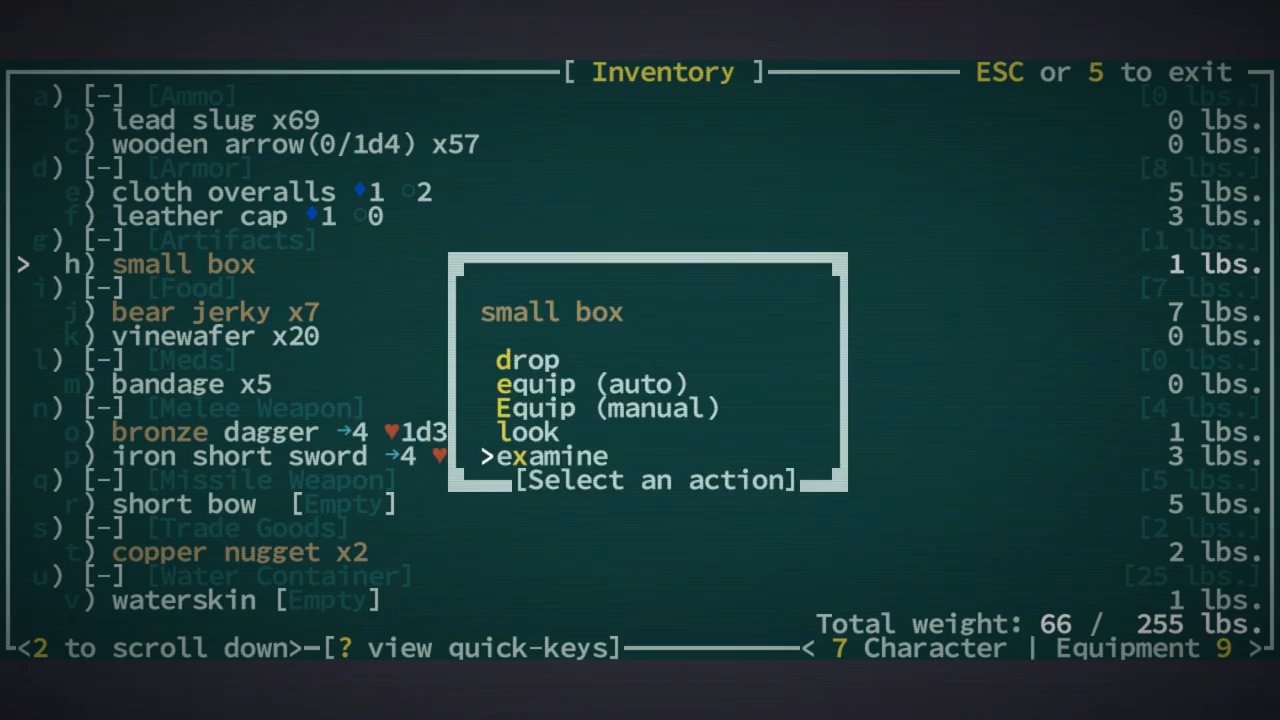 [ Inventory ] ESC or 5 to exit
a) [-] [Ammo] [0 lbs.]
b) lead slug x69 0 lbs.
c) wooden arrow(0/1d4) x57 0 lbs.
d) [-] [Armor] [8 lbs.]
e) cloth overalls ♦1 ○2 5 lbs.
f) leather cap ♦1 ○0 3 lbs.
g) [-] [Artifacts] [1 lbs.]
> h) small box 1 lbs.
i) [-] [Food] [7 lbs.]
j) bear jerky x7 7 lbs.
k) vinewafer x20 0 lbs.
l) [-] [Meds] [0 lbs.]
m) bandage x5 0 lbs.
n) [-] [Melee Weapon] [4 lbs.]
o) bronze dagger →4 ♥1d3 1 lbs.
p) iron short sword →4 ♥ 3 lbs.
q) [-] [Missile Weapon] [5 lbs.]
r) short bow [Empty] 5 lbs.
s) [-] [Trade Goods] [2 lbs.]
t) copper nugget x2 2 lbs.
u) [-] [Water Container] [25 lbs.]
v) waterskin [Empty] 1 lbs.
small box
drop
equip (auto)
Equip (manual)
look
>examine
[Select an action]
Total weight: 66 / 255 lbs.
<2 to scroll down> [? view quick-keys] < 7 Character | Equipment 9 >